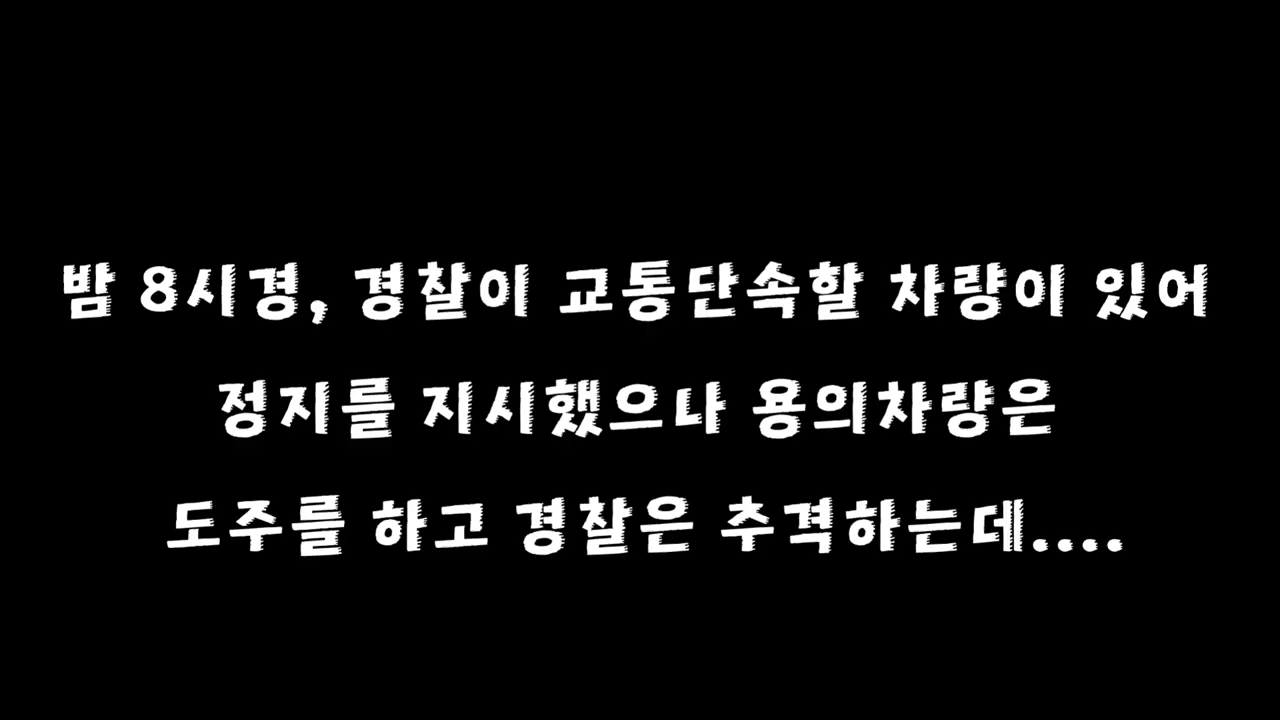 밤 8시경, 경찰이 교통단속할 차량이 있어
정지를 지시했으나 용의차량은
도주를 하고 경찰은 추격하는데....